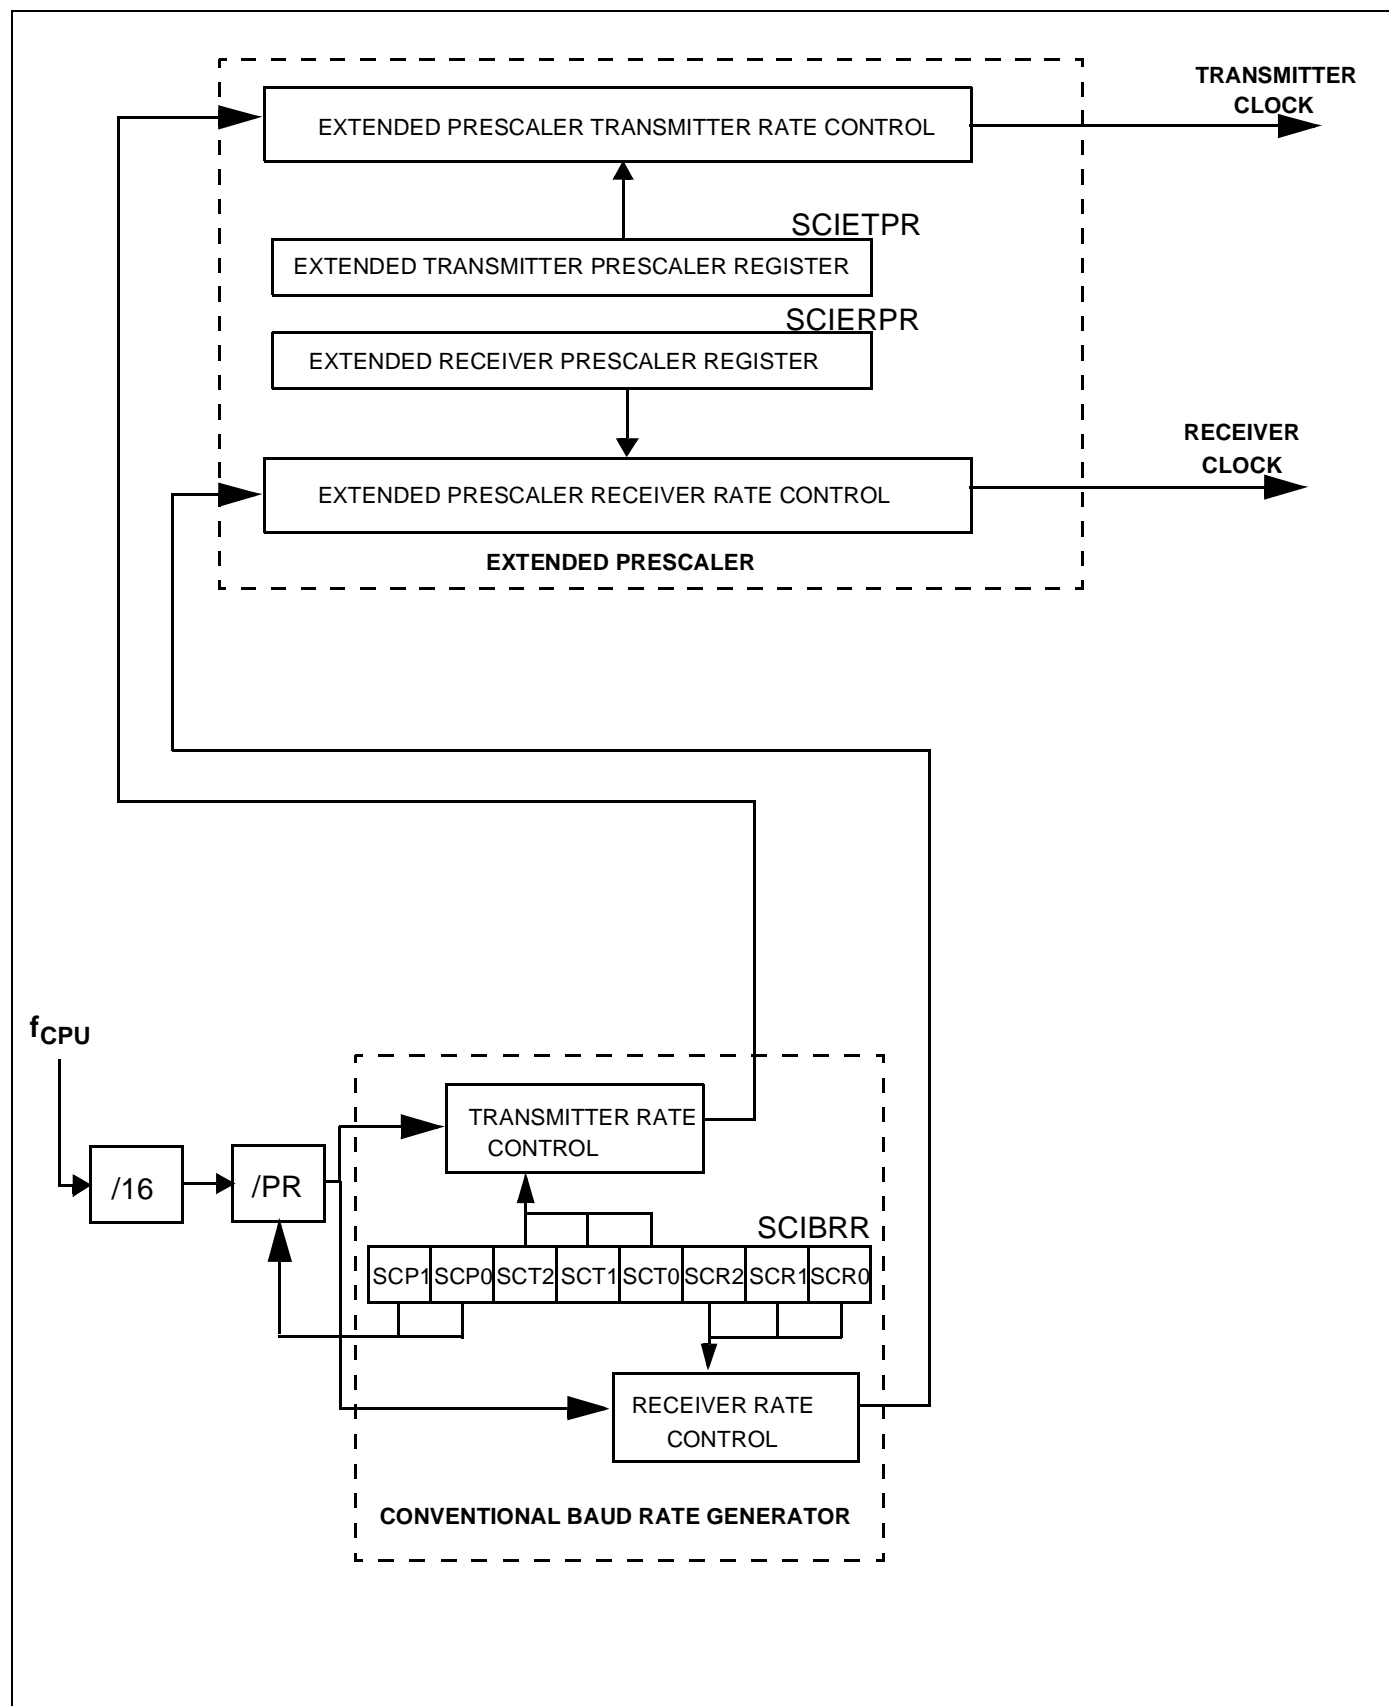 TRANSMITTER
CLOCK
EXTENDED PRESCALER TRANSMITTER RATE CONTROL
SCIETPR
EXTENDED TRANSMITTER PRESCALER REGISTER
SCIERPR
EXTENDED RECEIVER PRESCALER REGISTER
RECEIVER
CLOCK
EXTENDED PRESCALER RECEIVER RATE CONTROL
EXTENDED PRESCALER
fCPU
TRANSMITTER RATE
CONTROL
/16
/PR
SCIBRR
SCP1 SCP0 SCT2 SCT1 SCT0 SCR2 SCR1 SCR0
RECEIVER RATE
CONTROL
CONVENTIONAL BAUD RATE GENERATOR